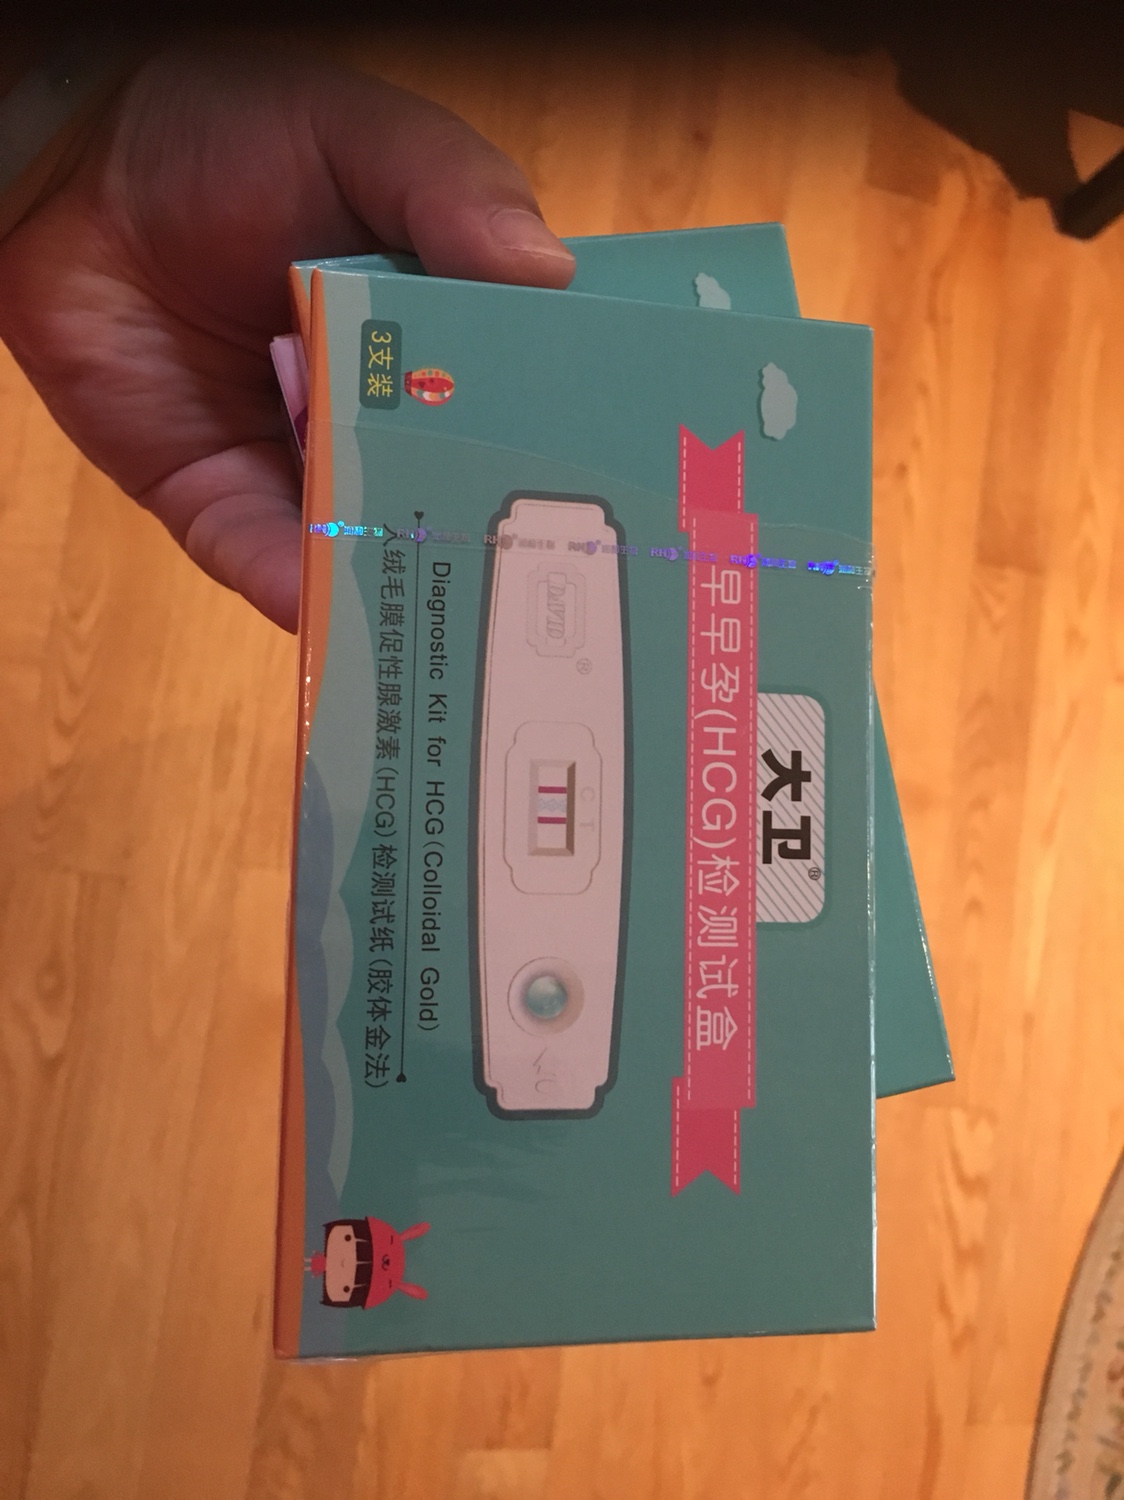 大卫®
早早孕(HCG)检测试盒
DAVID®
C T
Diagnostic Kit for HCG(Colloidal Gold)
人绒毛膜促性腺激素(HCG)检测试纸(胶体金法)
3支装